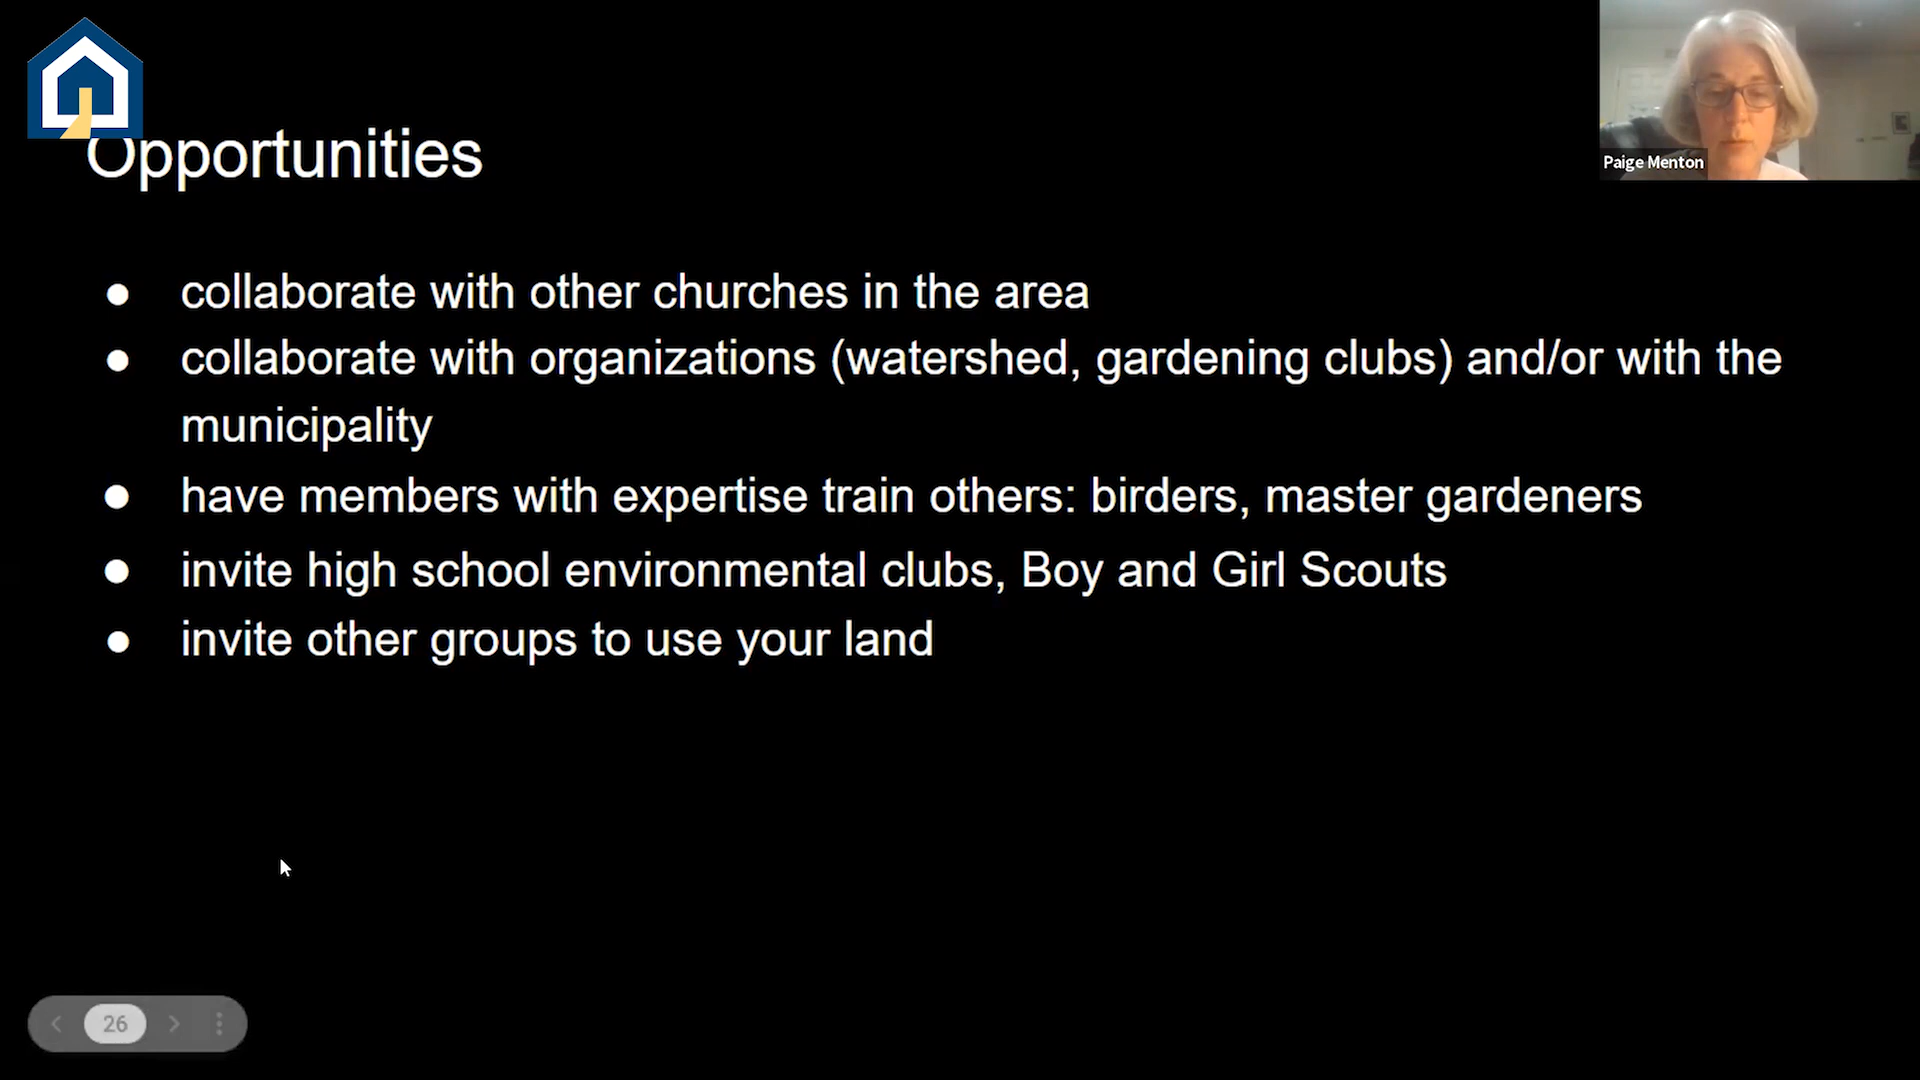 Opportunities
Paige Menton
● collaborate with other churches in the area
● collaborate with organizations (watershed, gardening clubs) and/or with the
municipality
● have members with expertise train others: birders, master gardeners
● invite high school environmental clubs, Boy and Girl Scouts
● invite other groups to use your land
26